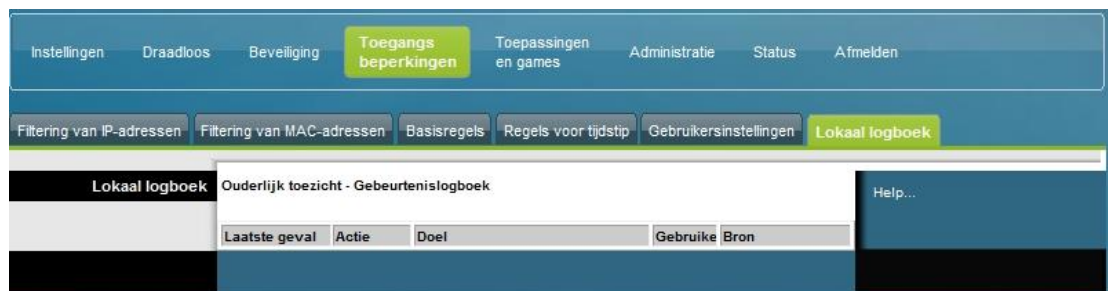 Instellingen Draadloos Beveiliging Toegangs beperkingen Toepassingen en games Administratie Status Afmelden
Filtering van IP-adressen Filtering van MAC-adressen Basisregels Regels voor tijdstip Gebruikersinstellingen Lokaal logboek
Lokaal logboek Ouderlijk toezicht - Gebeurtenislogboek Help...
Laatste geval Actie Doel Gebruike Bron